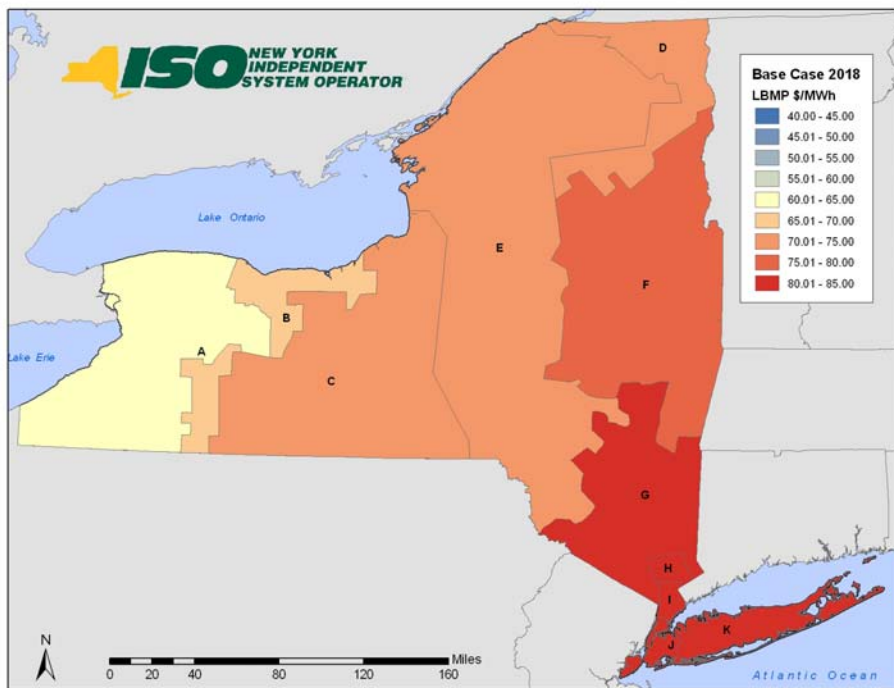 ISO
NEW YORK
INDEPENDENT
SYSTEM OPERATOR
Base Case 2018
LBMP $/MWh
40.00 - 45.00
45.01 - 50.00
50.01 - 55.00
55.01 - 60.00
60.01 - 65.00
65.01 - 70.00
70.01 - 75.00
75.01 - 80.00
80.01 - 85.00
D
Lake Ontario
E
F
B
A
Lake Erie
C
G
H
I
K
J
N
Miles
0 20 40 80 120 160
Atlantic Ocean